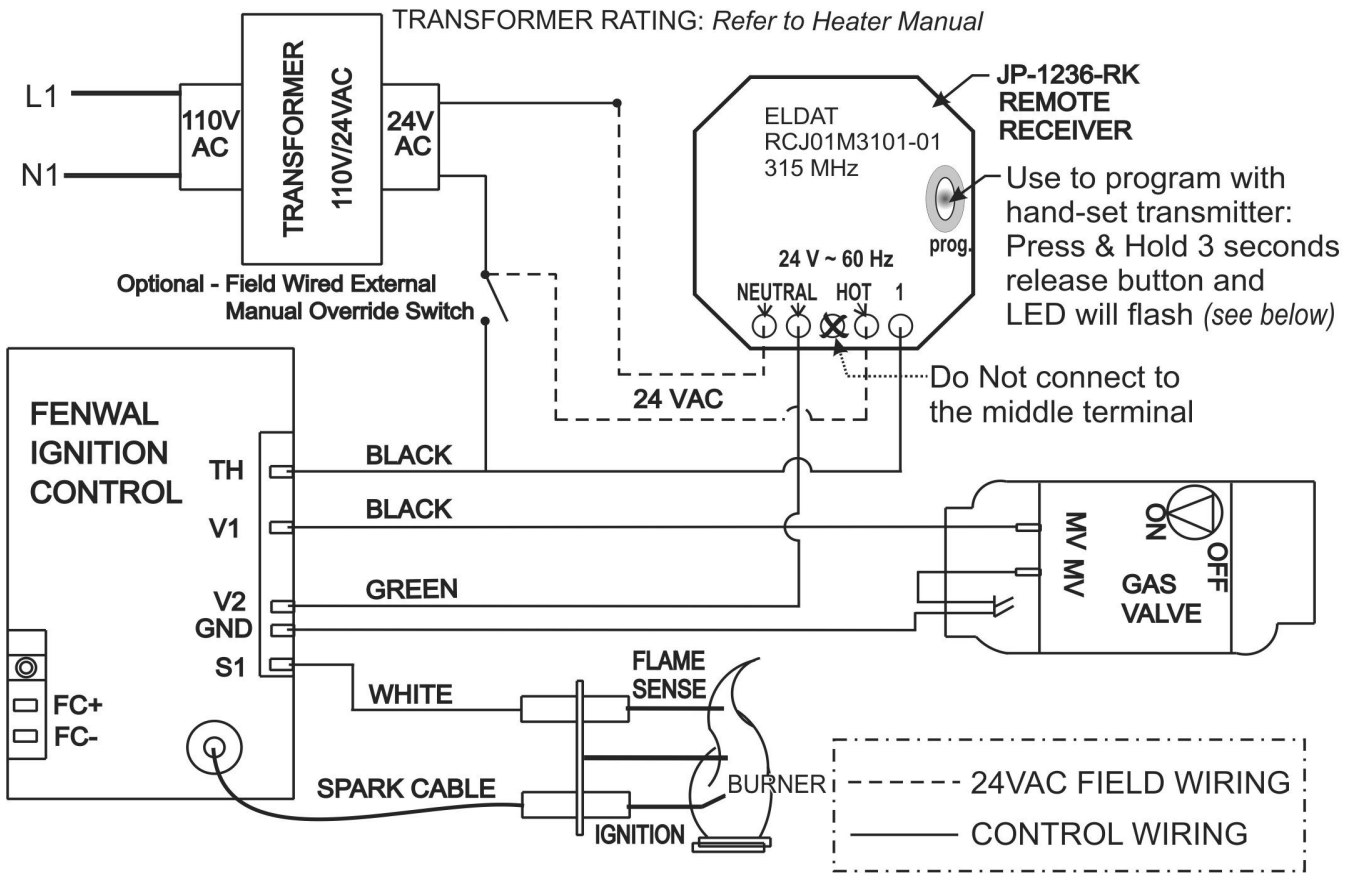 TRANSFORMER RATING: Refer to Heater Manual
L1
N1
110V
AC
TRANSFORMER
110V/24VAC
24V
AC
JP-1236-RK
REMOTE
RECEIVER
ELDAT
RCJ01M3101-01
315 MHz
prog.
Use to program with
hand-set transmitter:
Press & Hold 3 seconds
release button and
LED will flash (see below)
24 V ~ 60 Hz
NEUTRAL HOT 1
Optional - Field Wired External
Manual Override Switch
24 VAC
Do Not connect to
the middle terminal
FENWAL
IGNITION
CONTROL
TH
BLACK
V1
BLACK
V2
GREEN
GND
S1
WHITE
FC+
FC-
SPARK CABLE
FLAME
SENSE
IGNITION
BURNER
MV MV
ON
OFF
GAS
VALVE
24VAC FIELD WIRING
CONTROL WIRING